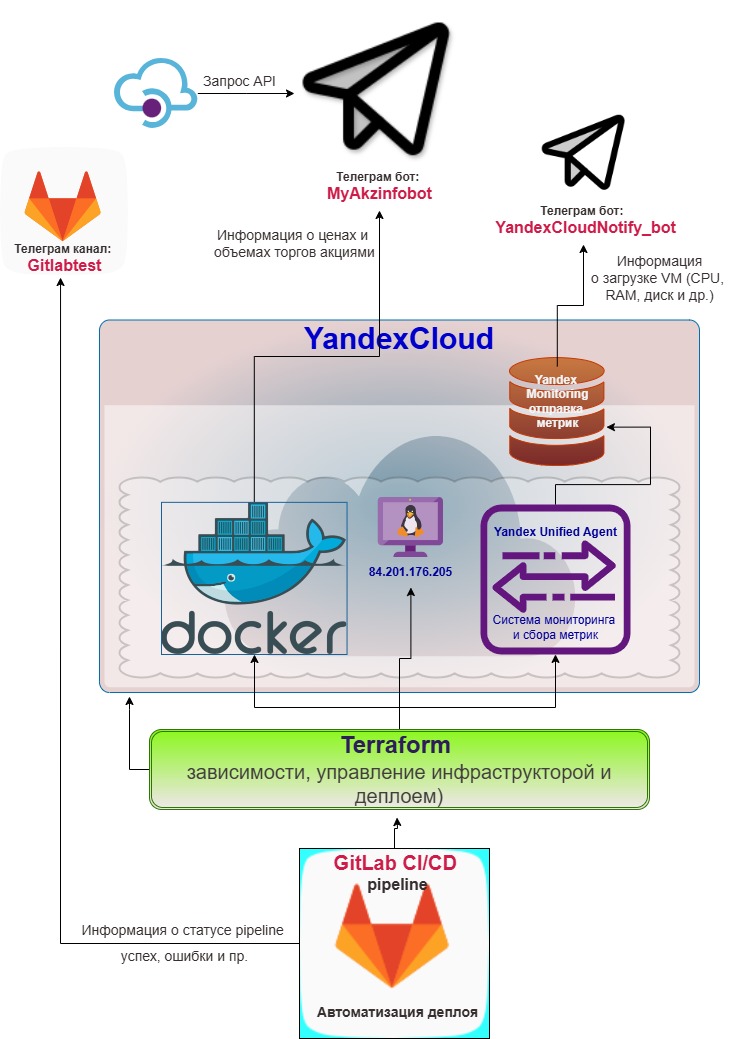 Запрос API
Телеграм бот:
MyAkzinfobot
Телеграм бот:
YandexCloudNotify_bot
Телеграм канал:
Gitlabtest
Информация о ценах и
объемах торгов акциями
Информация
о загрузке VM (CPU,
RAM, диск и др.)
YandexCloud
Yandex
Monitoring
отправка
метрик
docker
84.201.176.205
Yandex Unified Agent
Система мониторинга
и сбора метрик
Terraform
зависимости, управление инфраструкторой и
деплоем)
GitLab CI/CD
pipeline
Информация о статусе pipeline
успех, ошибки и пр.
Автоматизация деплоя